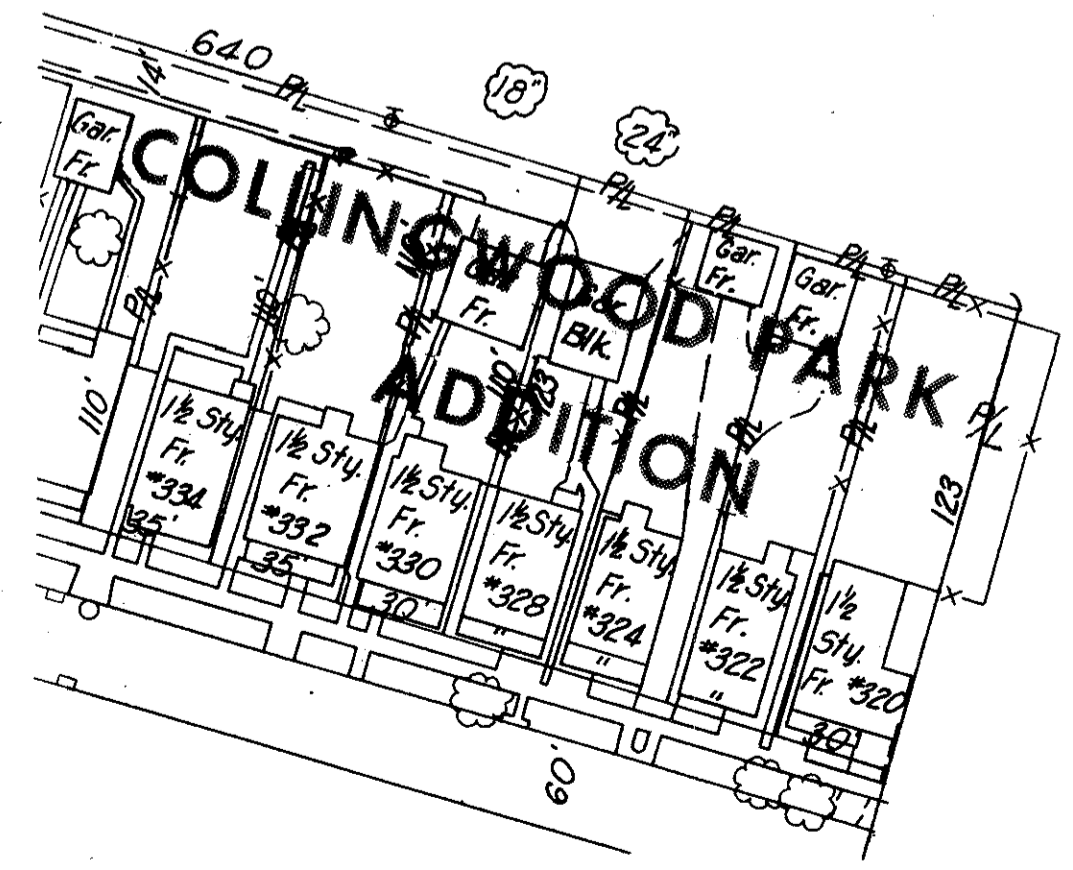 640
14'
P/L
18"
24"
COLLINGWOOD PARK
ADDITION
Gar.
Fr.
P/L
P/L
P/L
P/L
Gar.
Fr.
Gar.
Fr.
Fr.
Blk.
P/L
110'
P/L
110'
123
P/L
P/L
P/L
P/L
123
110'
1½ Sty.
Fr.
#334
35'
1½ Sty.
Fr.
#332
35'
1½ Sty.
Fr.
#330
30'
1½ Sty.
Fr.
#328
"
1½ Sty.
Fr.
#324
"
1½ Sty.
Fr.
#322
"
1½
Sty.
Fr. #320
30'
60'